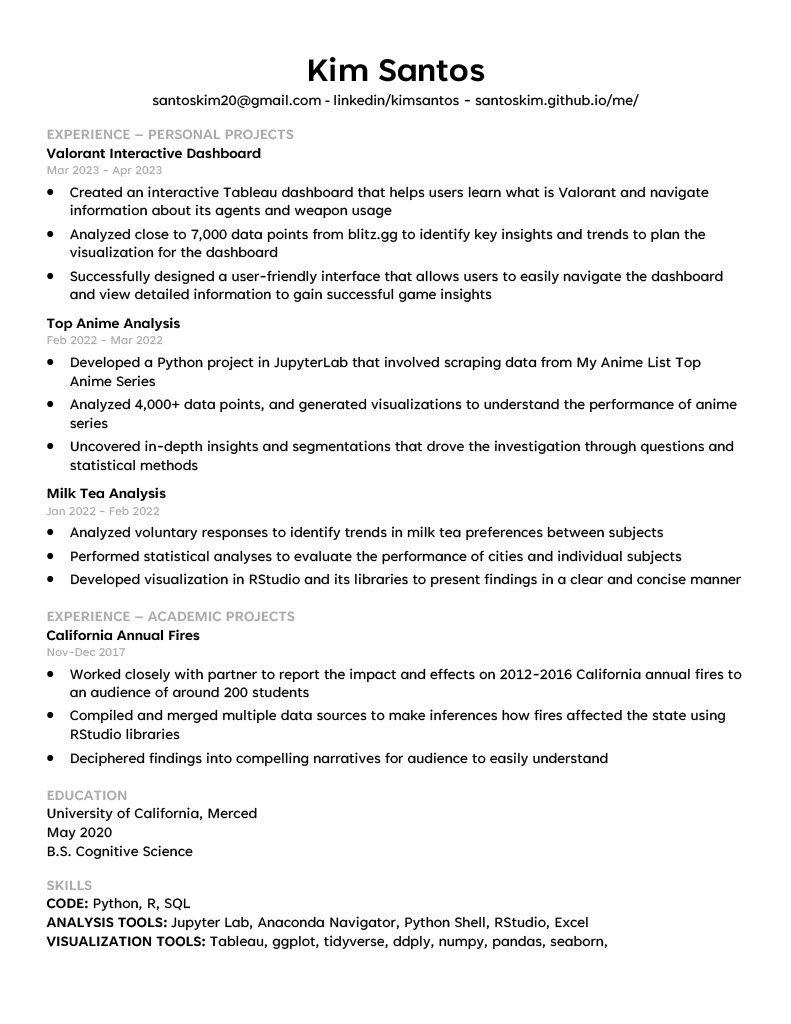 Kim Santos
santoskim20@gmail.com - linkedin/kimsantos - santoskim.github.io/me/
EXPERIENCE – PERSONAL PROJECTS
Valorant Interactive Dashboard
Mar 2023 - Apr 2023
• Created an interactive Tableau dashboard that helps users learn what is Valorant and navigate
information about its agents and weapon usage
• Analyzed close to 7,000 data points from blitz.gg to identify key insights and trends to plan the
visualization for the dashboard
• Successfully designed a user-friendly interface that allows users to easily navigate the dashboard
and view detailed information to gain successful game insights
Top Anime Analysis
Feb 2022 - Mar 2022
• Developed a Python project in JupyterLab that involved scraping data from My Anime List Top
Anime Series
• Analyzed 4,000+ data points, and generated visualizations to understand the performance of anime
series
• Uncovered in-depth insights and segmentations that drove the investigation through questions and
statistical methods
Milk Tea Analysis
Jan 2022 - Feb 2022
• Analyzed voluntary responses to identify trends in milk tea preferences between subjects
• Performed statistical analyses to evaluate the performance of cities and individual subjects
• Developed visualization in RStudio and its libraries to present findings in a clear and concise manner
EXPERIENCE – ACADEMIC PROJECTS
California Annual Fires
Nov-Dec 2017
• Worked closely with partner to report the impact and effects on 2012-2016 California annual fires to
an audience of around 200 students
• Compiled and merged multiple data sources to make inferences how fires affected the state using
RStudio libraries
• Deciphered findings into compelling narratives for audience to easily understand
EDUCATION
University of California, Merced
May 2020
B.S. Cognitive Science
SKILLS
CODE: Python, R, SQL
ANALYSIS TOOLS: Jupyter Lab, Anaconda Navigator, Python Shell, RStudio, Excel
VISUALIZATION TOOLS: Tableau, ggplot, tidyverse, ddply, numpy, pandas, seaborn,